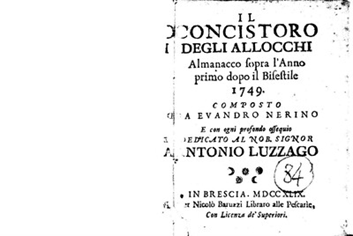 IL
CONCISTORO
DEGLI ALLOCCHI
Almanacco sopra l'Anno
primo dopo il Bisestile
1749.
COMPOSTO
A EVANDRO NERINO
E con ogni profondo ossequio
DEDICATO AL NOB. SIGNOR
ANTONIO LUZZAGO
34
IN BRESCIA. MDCCXLIX.
Nicolò Baruzzi Libraro alle Pescarie,
Con Licenza de' Superiori.